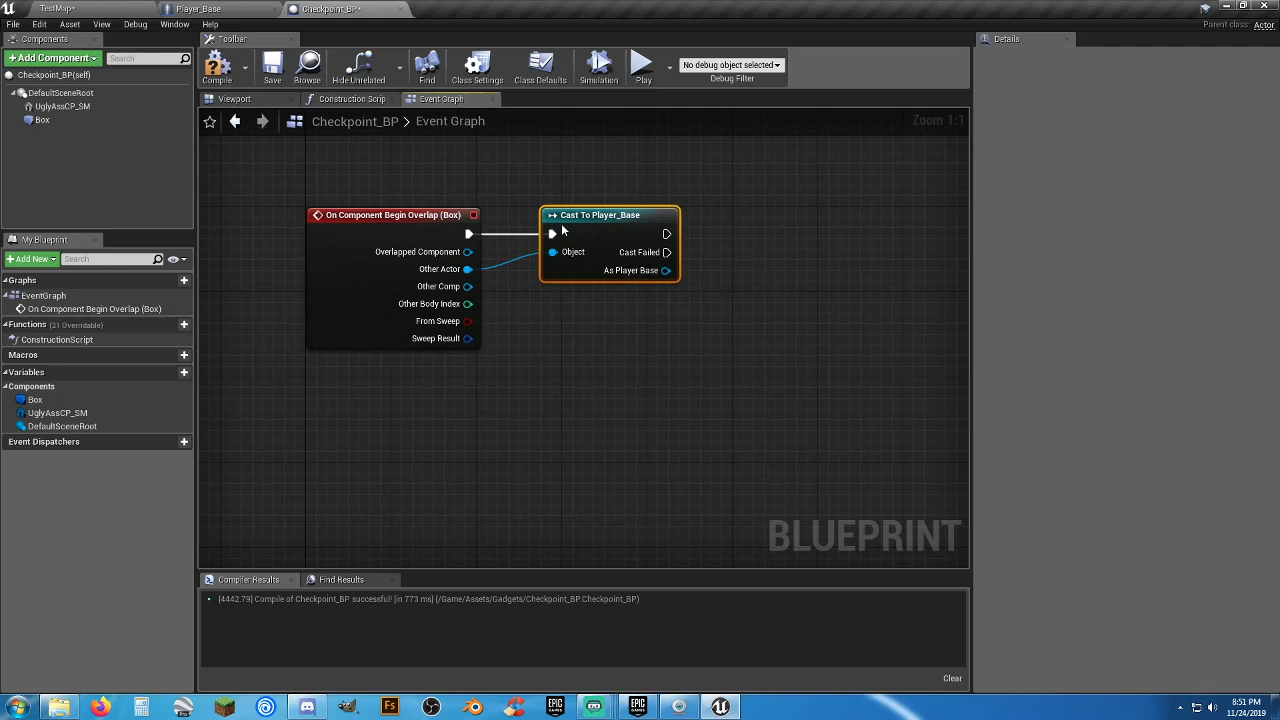 TestMap*
Player_Base
Checkpoint_BP*
File Edit Asset View Debug Window Help
Parent class: Actor
Components
+ Add Component
Search
Checkpoint_BP(self)
DefaultSceneRoot
UglyAssCP_SM
Box
My Blueprint
+ Add New
Search
Graphs
EventGraph
On Component Begin Overlap (Box)
Functions (21 Overridable)
ConstructionScript
Macros
Variables
Components
Box
UglyAssCP_SM
DefaultSceneRoot
Event Dispatchers
Toolbar
Compile
Save
Browse
Hide Unrelated
Find
Class Settings
Class Defaults
Simulation
Play
No debug object selected
Debug Filter
Viewport
Construction Scrip
Event Graph
Checkpoint_BP > Event Graph
Zoom 1:1
On Component Begin Overlap (Box)
Overlapped Component
Other Actor
Other Comp
Other Body Index
From Sweep
Sweep Result
Cast To Player_Base
Object
Cast Failed
As Player Base
BLUEPRINT
Compiler Results
Find Results
[4442.79] Compile of Checkpoint_BP successful! [in 773 ms] (/Game/Assets/Gadgets/Checkpoint_BP.Checkpoint_BP)
Clear
Details
Pro
Fs
EPIC GAMES
EPIC GAMES
8:51 PM
11/24/2019